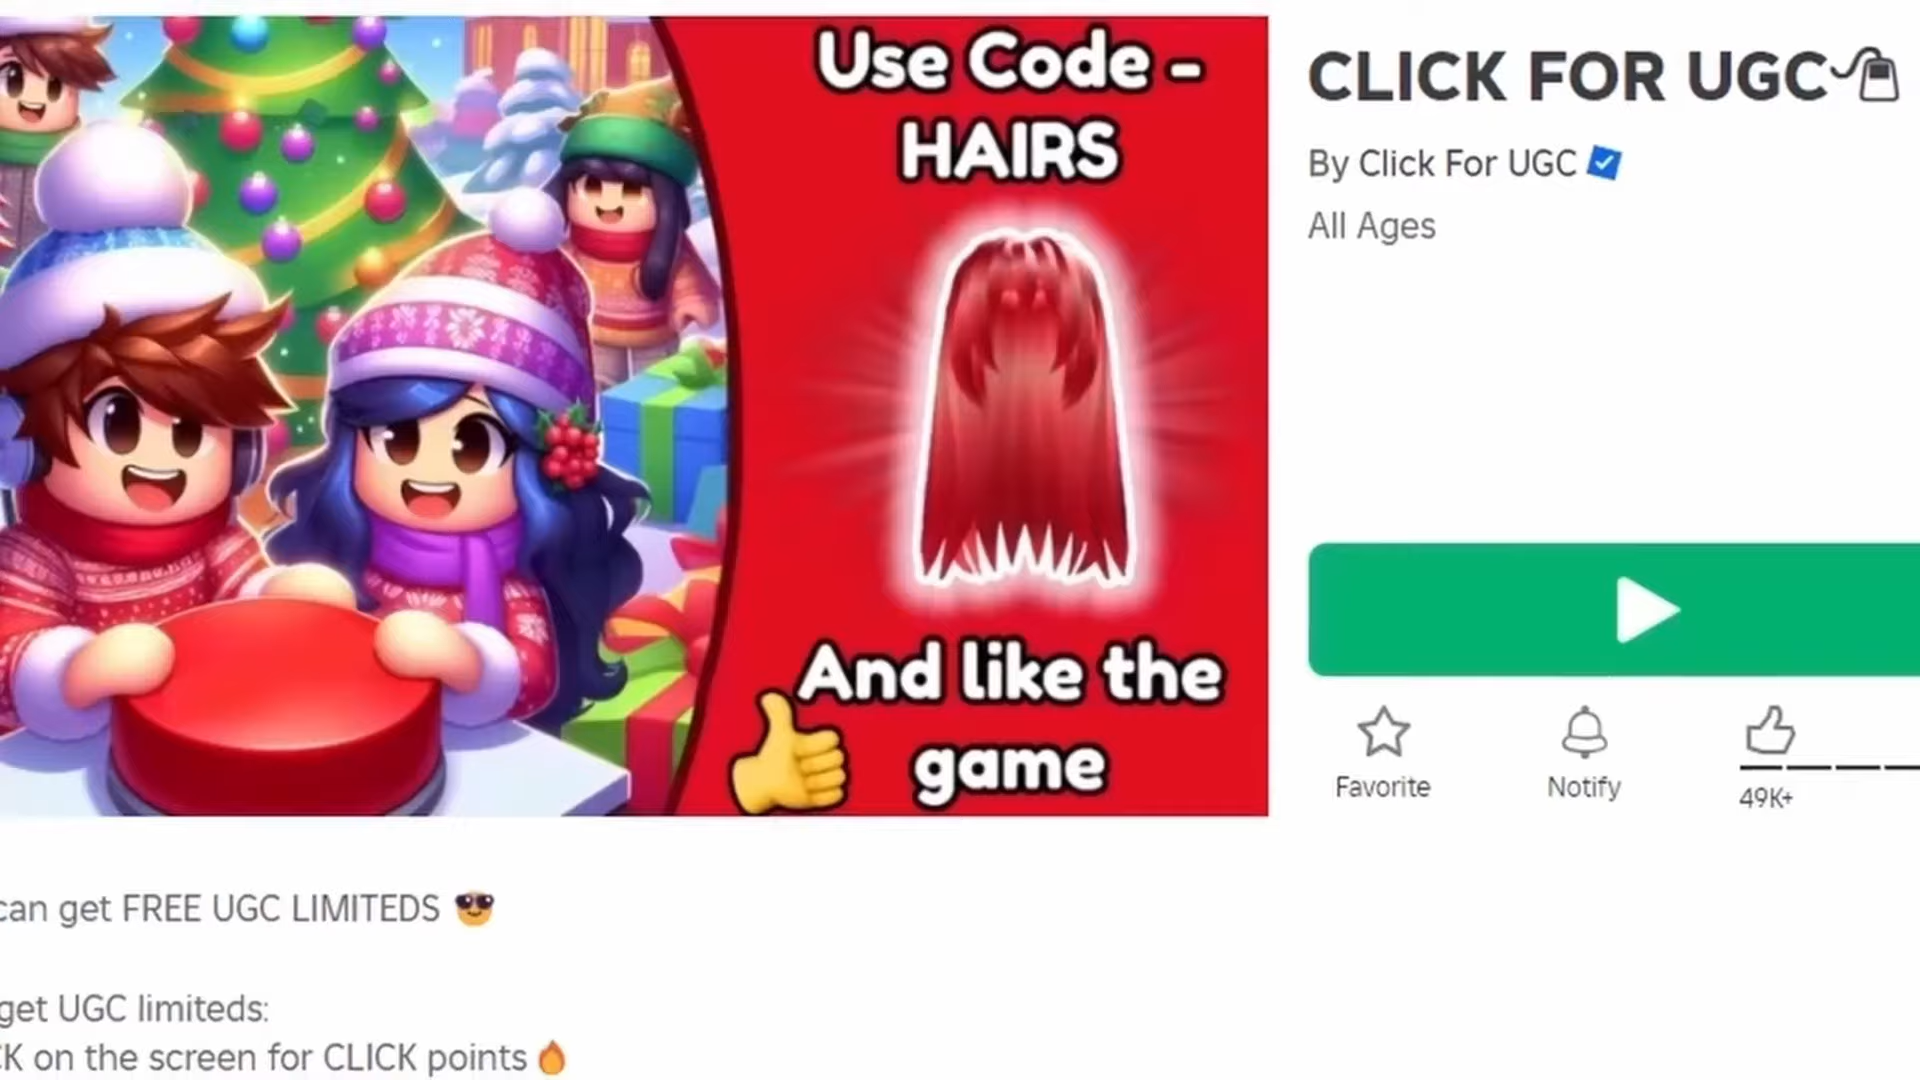 Use Code -
HAIRS
And like the
game
CLICK FOR UGC
By Click For UGC
All Ages
Favorite
Notify
49K+
can get FREE UGC LIMITEDS 😎
get UGC limiteds:
CK on the screen for CLICK points 🔥